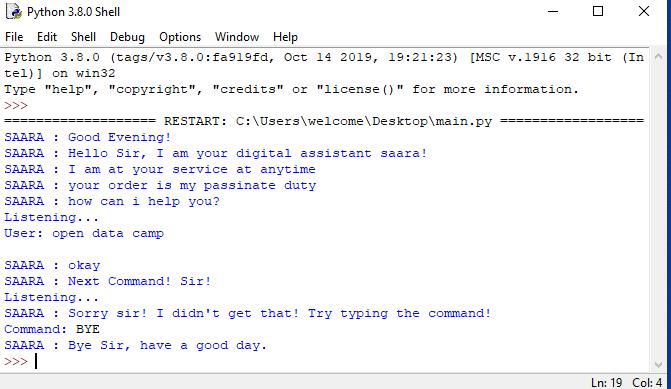 Python 3.8.0 Shell
File Edit Shell Debug Options Window Help
Python 3.8.0 (tags/v3.8.0:fa919fd, Oct 14 2019, 19:21:23) [MSC v.1916 32 bit (In
tel)] on win32
Type "help", "copyright", "credits" or "license()" for more information.
>>>
=================== RESTART: C:\Users\welcome\Desktop\main.py ==================
SAARA : Good Evening!
SAARA : Hello Sir, I am your digital assistant saara!
SAARA : I am at your service at anytime
SAARA : your order is my passinate duty
SAARA : how can i help you?
Listening...
User: open data camp

SAARA : okay
SAARA : Next Command! Sir!
Listening...
SAARA : Sorry sir! I didn't get that! Try typing the command!
Command: BYE
SAARA : Bye Sir, have a good day.
>>>
Ln: 19 Col: 4